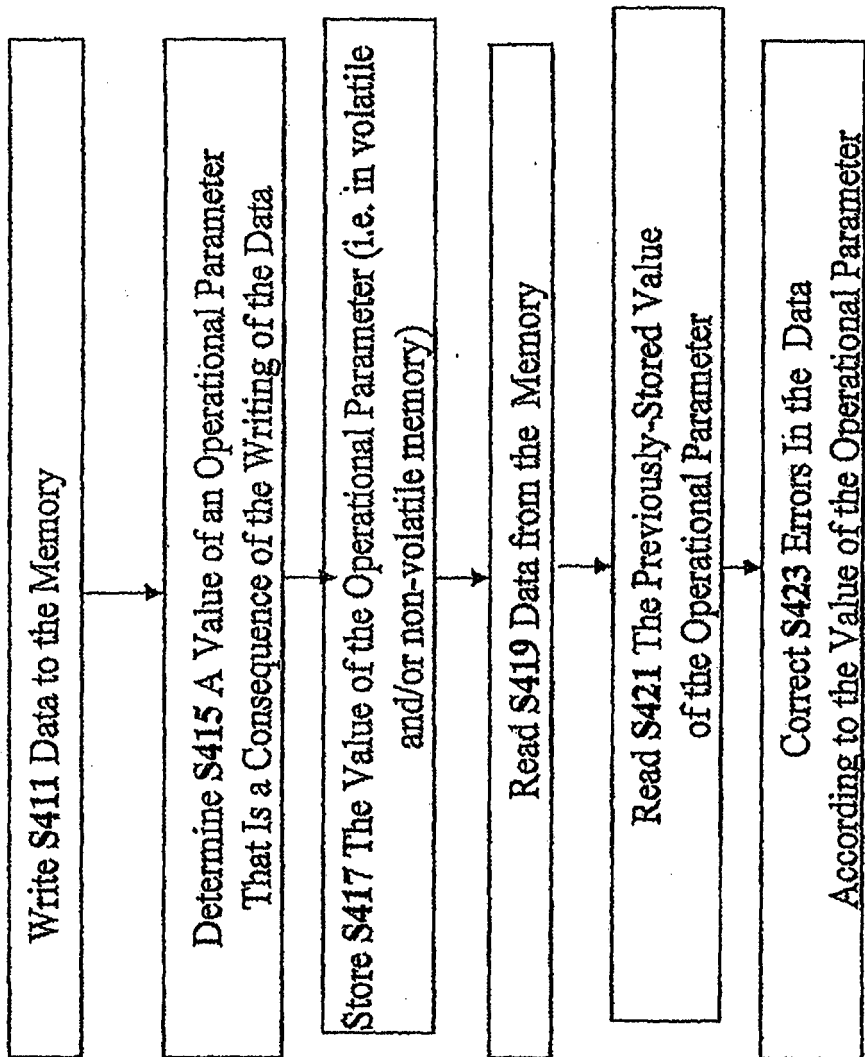 Write S411 Data to the Memory
Determine S415 A Value of an Operational Parameter
That Is a Consequence of the Writing of the Data
Store S417 The Value of the Operational Parameter (i.e. in volatile
and/or non-volatile memory)
Read S419 Data from the Memory
Read S421 The Previously-Stored Value
of the Operational Parameter
Correct S423 Errors In the Data
According to the Value of the Operational Parameter